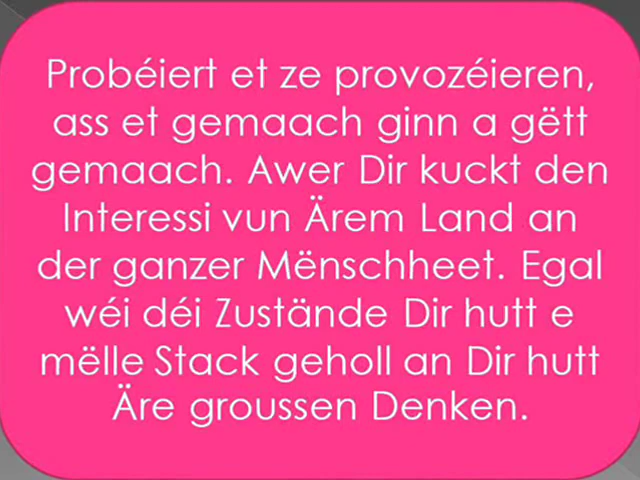 Probéiert et ze provozéieren,
ass et gemaach ginn a gëtt
gemaach. Awer Dir kuckt den
Interessi vun Ärem Land an
der ganzer Mënschheet. Egal
wéi déi Zustände Dir hutt e
mëlle Stack geholl an Dir hutt
Äre groussen Denken.